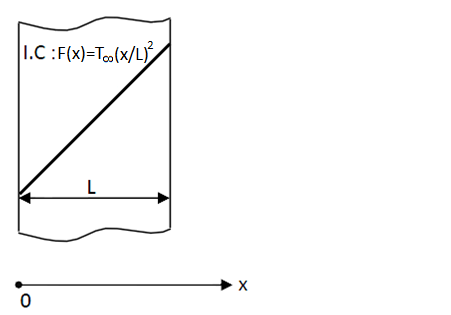 I.C :F(x)=T∞(x/L)²
L
x
0